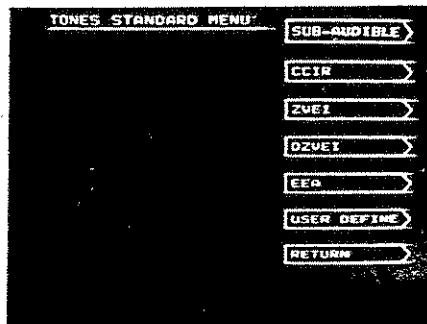 TONES STANDARD MENU
SUB-AUDIBLE
CCIR
ZVEI
DZVEI
EEA
USER DEFINE
RETURN